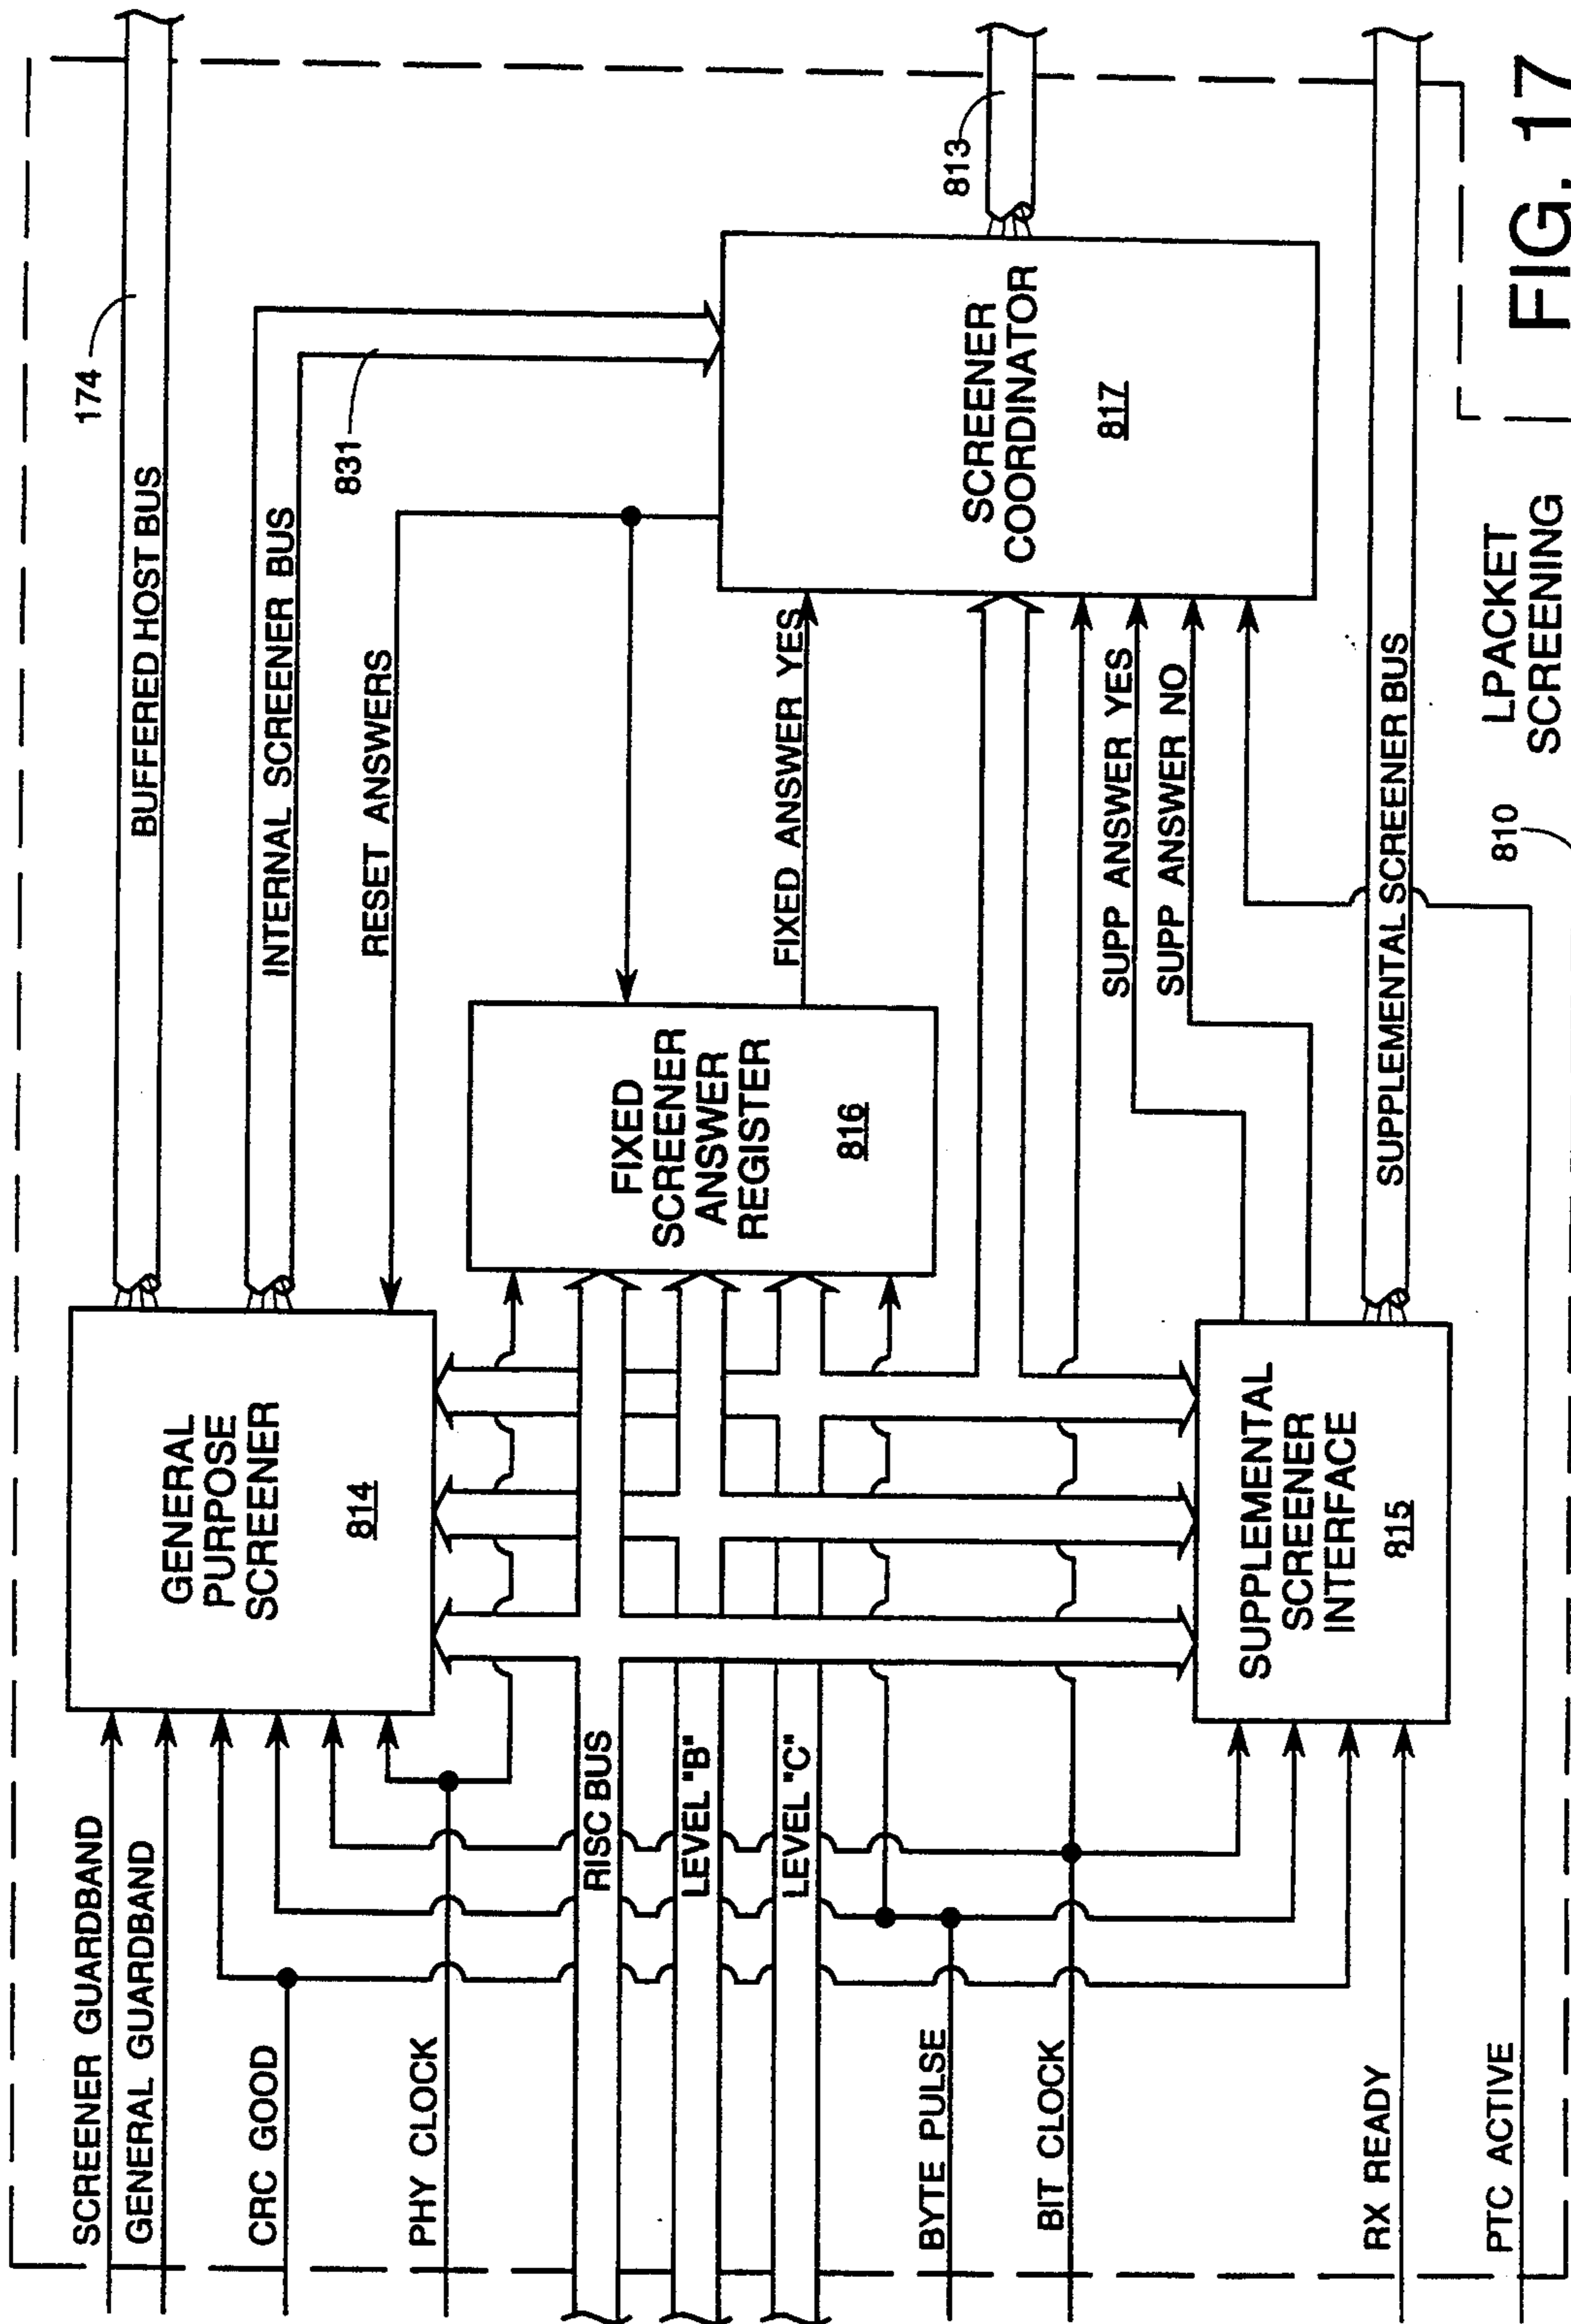 SCREENER GUARDBAND
GENERAL GUARDBAND
CRC GOOD
PHY CLOCK
RISC BUS
LEVEL "B"
LEVEL "C"
BYTE PULSE
BIT CLOCK
RX READY
PTC ACTIVE
GENERAL
PURPOSE
SCREENER
814
SUPPLEMENTAL
SCREENER
INTERFACE
815
FIXED
SCREENER
ANSWER
REGISTER
816
BUFFERED HOST BUS
174
INTERNAL SCREENER BUS
831
RESET ANSWERS
FIXED ANSWER YES
SUPP ANSWER YES
SUPP ANSWER NO
SUPPLEMENTAL SCREENER BUS
SCREENER
COORDINATOR
817
813
810
LPACKET
SCREENING
FIG. 17